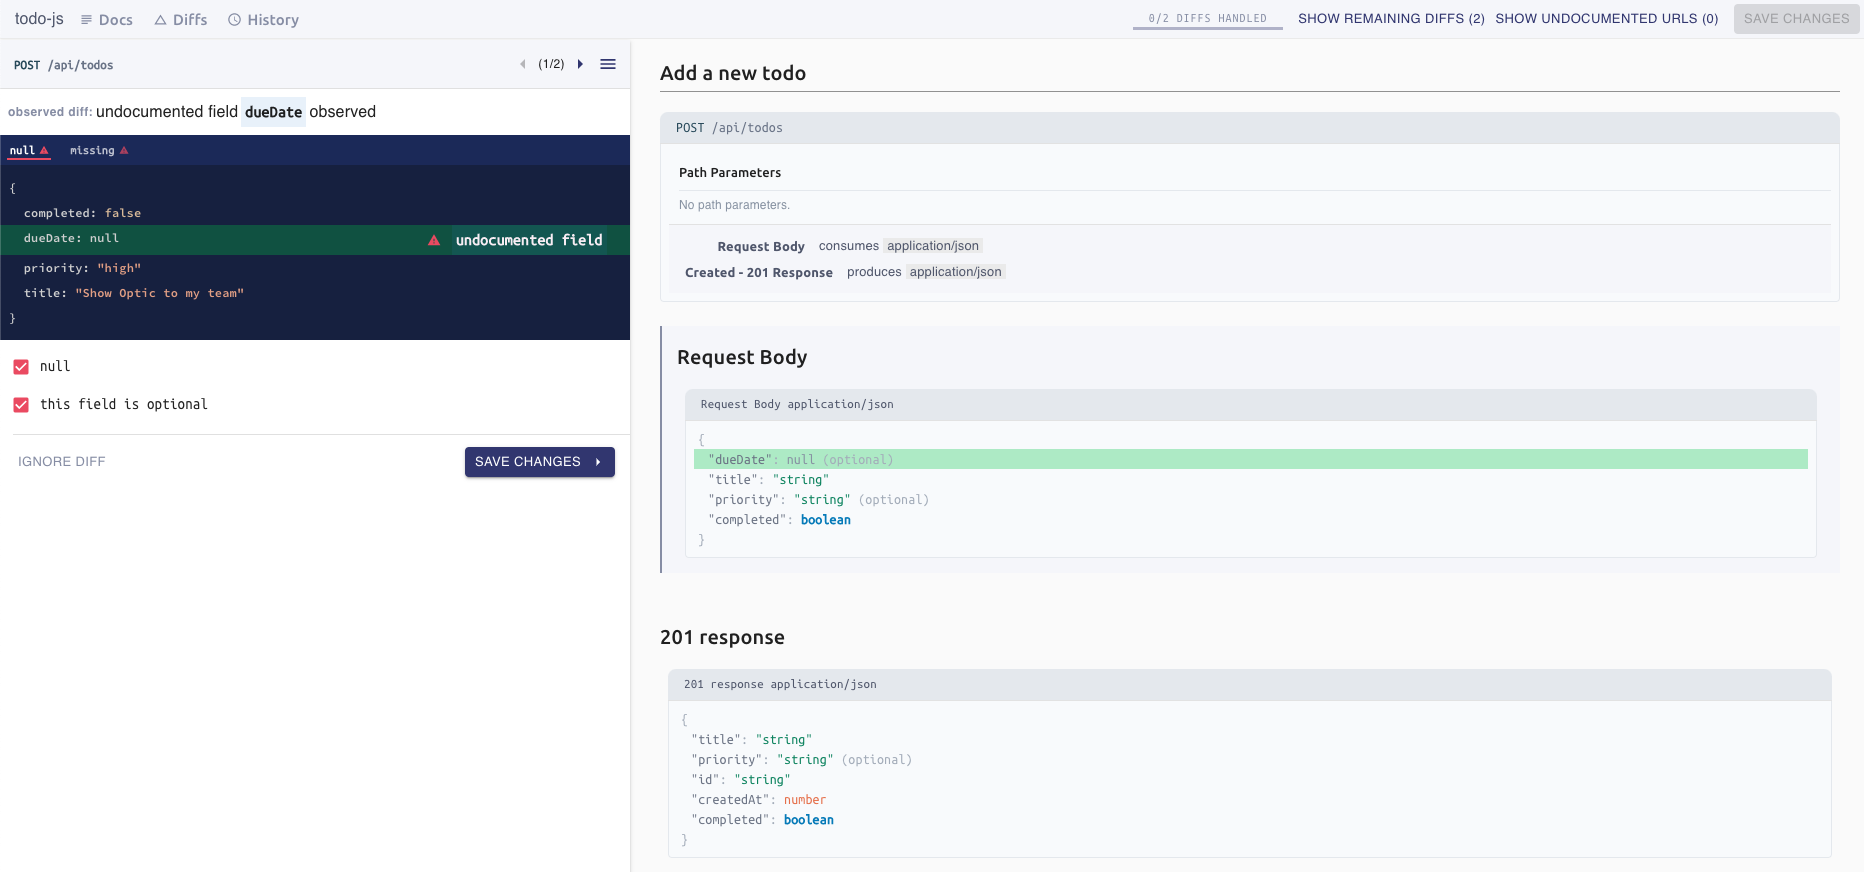 todo-js Docs Diffs History 0/2 DIFFS HANDLED SHOW REMAINING DIFFS (2) SHOW UNDOCUMENTED URLS (0) SAVE CHANGES
POST /api/todos (1/2)
observed diff: undocumented field dueDate observed
null missing
{
completed: false
dueDate: null undocumented field
priority: "high"
title: "Show Optic to my team"
}
null
this field is optional
IGNORE DIFF SAVE CHANGES
Add a new todo
POST /api/todos
Path Parameters
No path parameters.
Request Body consumes application/json
Created - 201 Response produces application/json
Request Body
Request Body application/json
{
"dueDate": null (optional)
"title": "string"
"priority": "string" (optional)
"completed": boolean
}
201 response
201 response application/json
{
"title": "string"
"priority": "string" (optional)
"id": "string"
"createdAt": number
"completed": boolean
}